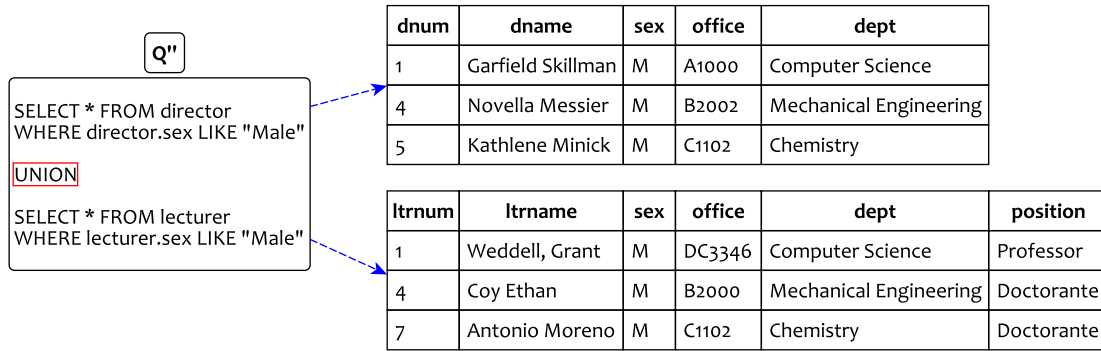 Q"
SELECT * FROM director
WHERE director.sex LIKE "Male"
UNION
SELECT * FROM lecturer
WHERE lecturer.sex LIKE "Male"
dnum dname sex office dept
1 Garfield Skillman M A1000 Computer Science
4 Novella Messier M B2002 Mechanical Engineering
5 Kathlene Minick M C1102 Chemistry
ltrnum ltrname sex office dept position
1 Weddell, Grant M DC3346 Computer Science Professor
4 Coy Ethan M B2000 Mechanical Engineering Doctorante
7 Antonio Moreno M C1102 Chemistry Doctorante